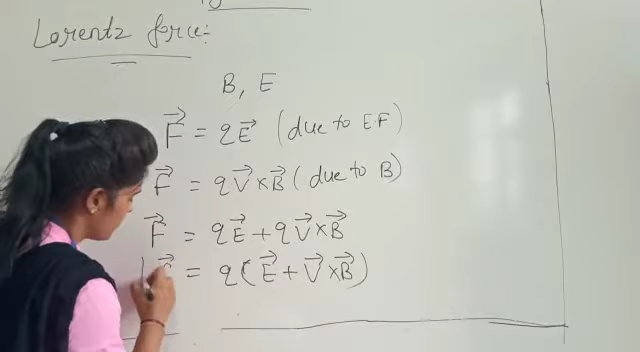 Lorentz force:-
B, E
F⃗ = qE⃗ (due to E.F)
F⃗ = qV⃗ × B⃗ (due to B)
F⃗ = qE⃗ + qV⃗ × B⃗
= q(E⃗ + V⃗ × B⃗)